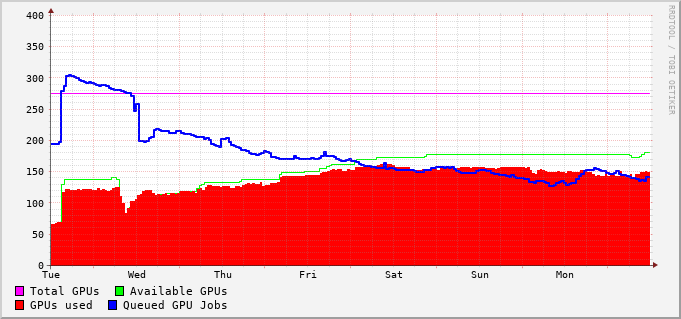 400
350
300
250
200
150
100
50
0
Tue Wed Thu Fri Sat Sun Mon
Total GPUs Available GPUs
GPUs used Queued GPU Jobs
RRDTOOL / TOBI OETIKER